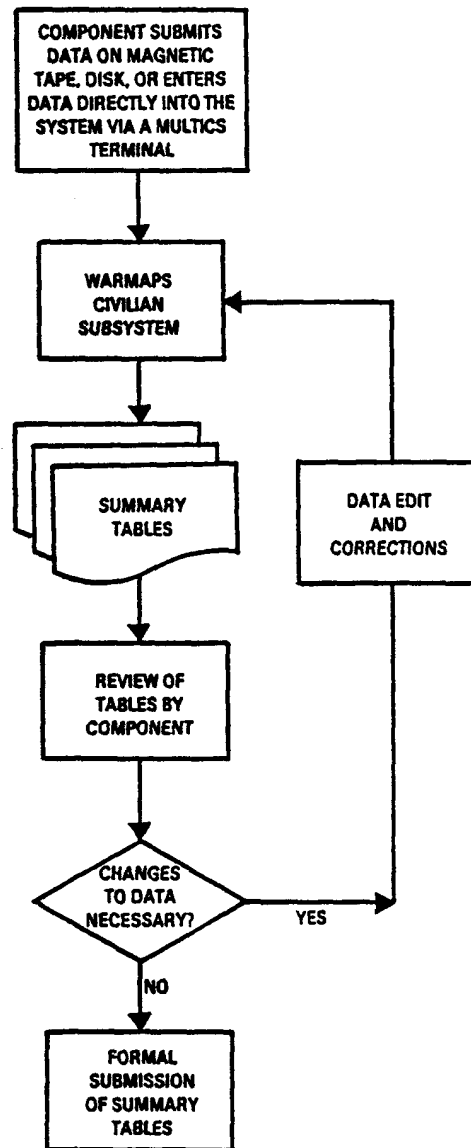 COMPONENT SUBMITS
DATA ON MAGNETIC
TAPE, DISK, OR ENTERS
DATA DIRECTLY INTO THE
SYSTEM VIA A MULTICS
TERMINAL
WARMAPS
CIVILIAN
SUBSYSTEM
SUMMARY
TABLES
DATA EDIT
AND
CORRECTIONS
REVIEW OF
TABLES BY
COMPONENT
CHANGES
TO DATA
NECESSARY?
YES
NO
FORMAL
SUBMISSION
OF SUMMARY
TABLES